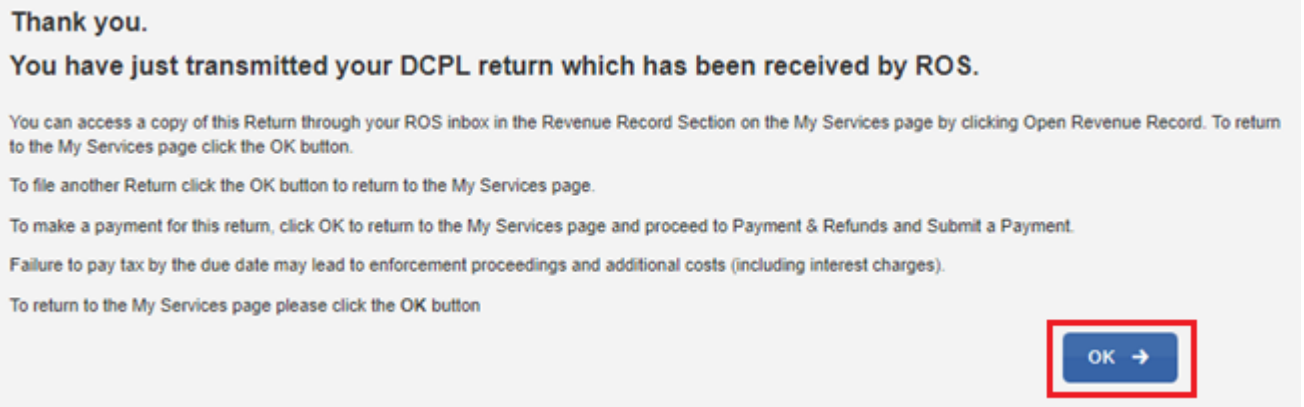 Thank you.
You have just transmitted your DCPL return which has been received by ROS.
You can access a copy of this Return through your ROS inbox in the Revenue Record Section on the My Services page by clicking Open Revenue Record. To return
to the My Services page click the OK button.
To file another Return click the OK button to return to the My Services page.
To make a payment for this return, click OK to return to the My Services page and proceed to Payment & Refunds and Submit a Payment.
Failure to pay tax by the due date may lead to enforcement proceedings and additional costs (including interest charges).
To return to the My Services page please click the OK button
OK →